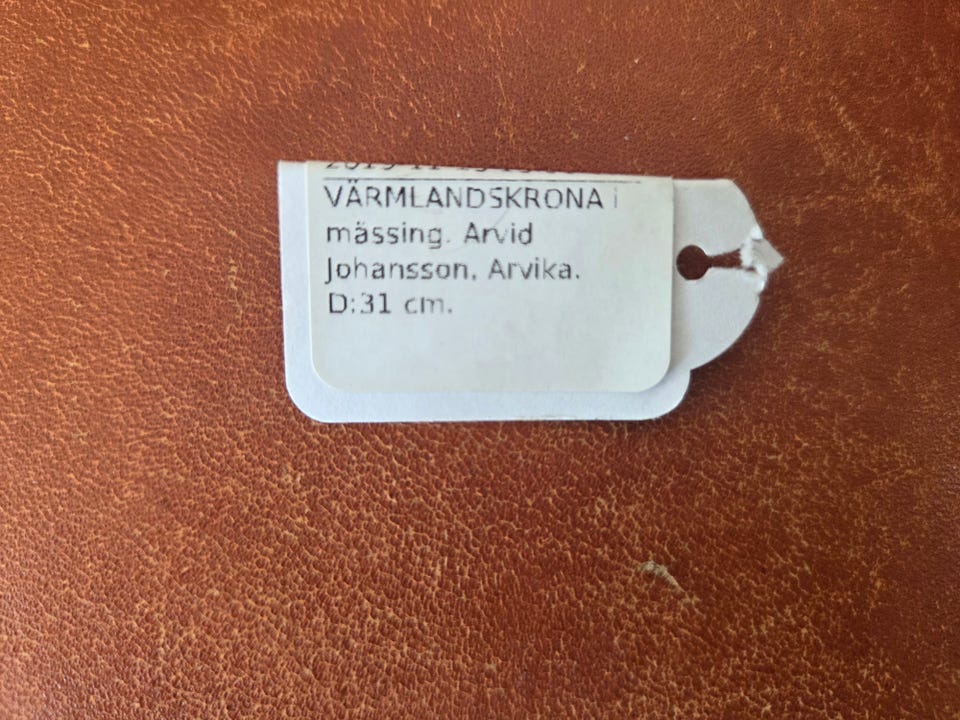 VÄRMLANDSKRONA i
mässing. Arvid
Johansson, Arvika.
D:31 cm.